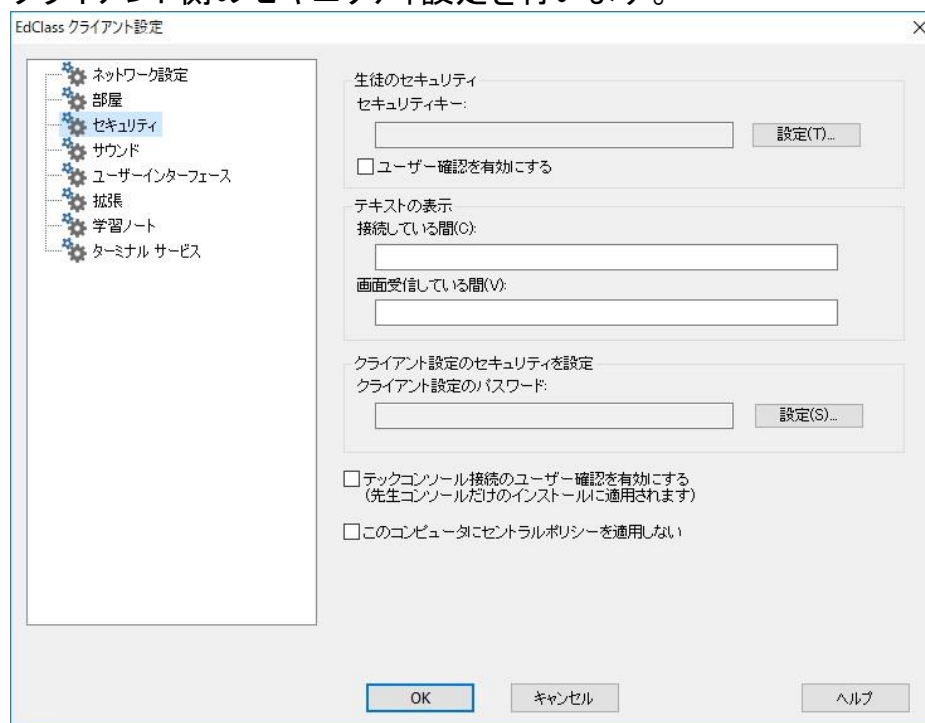 クライアント側のセキュリティ設定を行います。
EdClass クライアント設定
ネットワーク設定
部屋
セキュリティ
サウンド
ユーザーインターフェース
拡張
学習ノート
ターミナル サービス
生徒のセキュリティ
セキュリティキー:
設定(T)...
ユーザー確認を有効にする
テキストの表示
接続している間(C):
画面受信している間(V):
クライアント設定のセキュリティを設定
クライアント設定のパスワード:
設定(S)...
テックコンソール接続のユーザー確認を有効にする
(先生コンソールだけのインストールに適用されます)
このコンピュータにセントラルポリシーを適用しない
OK
キャンセル
ヘルプ